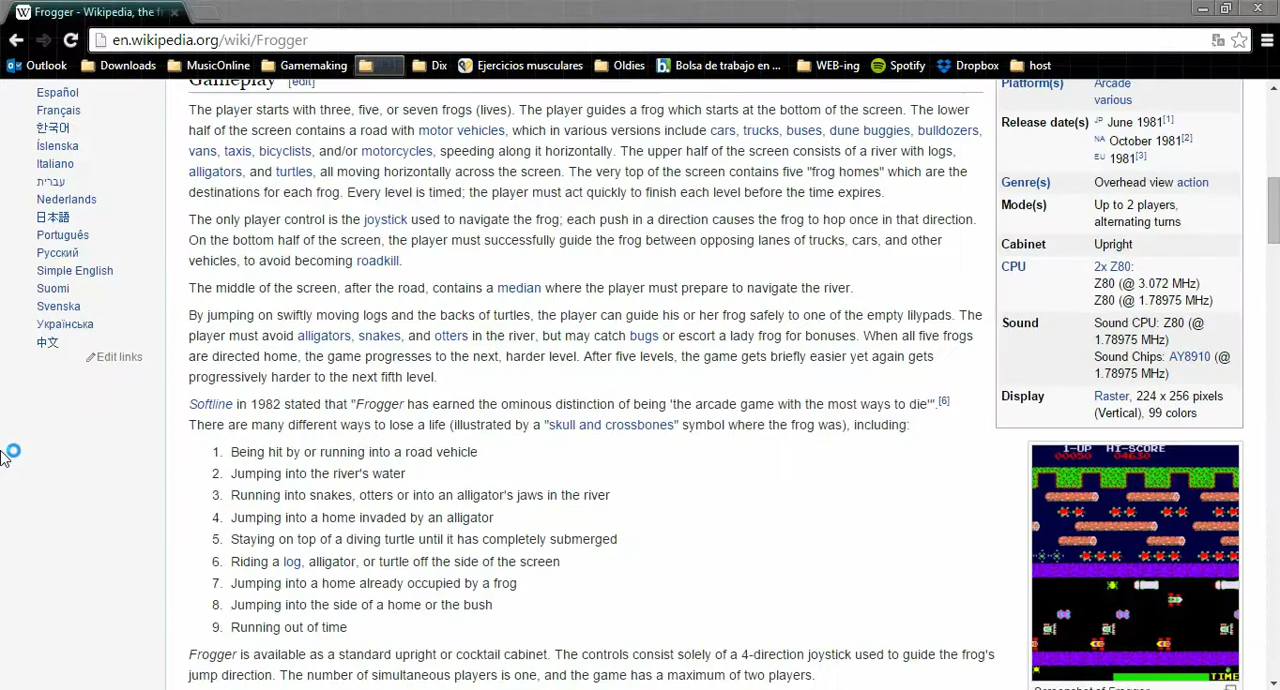 Frogger - Wikipedia, the f
en.wikipedia.org/wiki/Frogger
Outlook Downloads MusicOnline Gamemaking Dix Ejercicios musculares Oldies Bolsa de trabajo en ... WEB-ing Spotify Dropbox host
Español
Français
한국어
Íslenska
Italiano
עברית
Nederlands
日本語
Português
Русский
Simple English
Suomi
Svenska
Українська
中文
Edit links
Gameplay [edit]
The player starts with three, five, or seven frogs (lives). The player guides a frog which starts at the bottom of the screen. The lower
half of the screen contains a road with motor vehicles, which in various versions include cars, trucks, buses, dune buggies, bulldozers,
vans, taxis, bicyclists, and/or motorcycles, speeding along it horizontally. The upper half of the screen consists of a river with logs,
alligators, and turtles, all moving horizontally across the screen. The very top of the screen contains five "frog homes" which are the
destinations for each frog. Every level is timed; the player must act quickly to finish each level before the time expires.
The only player control is the joystick used to navigate the frog; each push in a direction causes the frog to hop once in that direction.
On the bottom half of the screen, the player must successfully guide the frog between opposing lanes of trucks, cars, and other
vehicles, to avoid becoming roadkill.
The middle of the screen, after the road, contains a median where the player must prepare to navigate the river.
By jumping on swiftly moving logs and the backs of turtles, the player can guide his or her frog safely to one of the empty lilypads. The
player must avoid alligators, snakes, and otters in the river, but may catch bugs or escort a lady frog for bonuses. When all five frogs
are directed home, the game progresses to the next, harder level. After five levels, the game gets briefly easier yet again gets
progressively harder to the next fifth level.
Softline in 1982 stated that "Frogger has earned the ominous distinction of being 'the arcade game with the most ways to die'".[6]
There are many different ways to lose a life (illustrated by a "skull and crossbones" symbol where the frog was), including:
1. Being hit by or running into a road vehicle
2. Jumping into the river's water
3. Running into snakes, otters or into an alligator's jaws in the river
4. Jumping into a home invaded by an alligator
5. Staying on top of a diving turtle until it has completely submerged
6. Riding a log, alligator, or turtle off the side of the screen
7. Jumping into a home already occupied by a frog
8. Jumping into the side of a home or the bush
9. Running out of time
Frogger is available as a standard upright or cocktail cabinet. The controls consist solely of a 4-direction joystick used to guide the frog's
jump direction. The number of simultaneous players is one, and the game has a maximum of two players.
Platform(s) Arcade
various
Release date(s) JP June 1981[1]
NA October 1981[2]
EU 1981[3]
Genre(s) Overhead view action
Mode(s) Up to 2 players,
alternating turns
Cabinet Upright
CPU 2x Z80:
Z80 (@ 3.072 MHz)
Z80 (@ 1.78975 MHz)
Sound Sound CPU: Z80 (@
1.78975 MHz)
Sound Chips: AY8910 (@
1.78975 MHz)
Display Raster, 224 x 256 pixels
(Vertical), 99 colors
1-UP HI-SCORE
00050 04630
TIME
Screenshot of Frogger